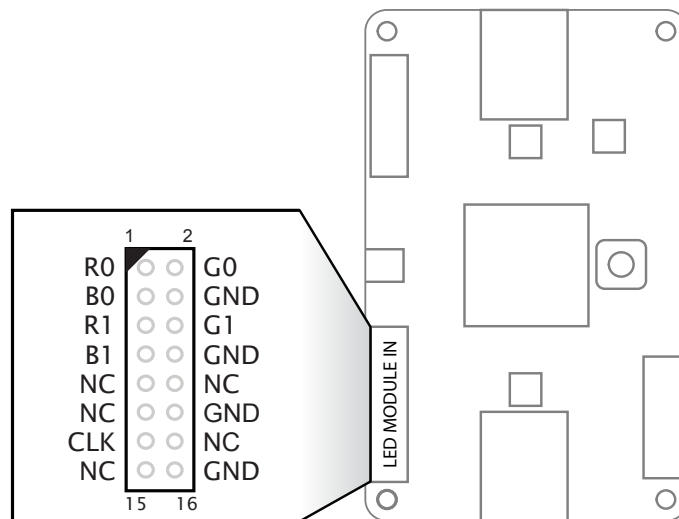 1 2
R0 G0
B0 GND
R1 G1
B1 GND
NC NC
NC GND
CLK NC
NC GND
15 16
LED MODULE IN